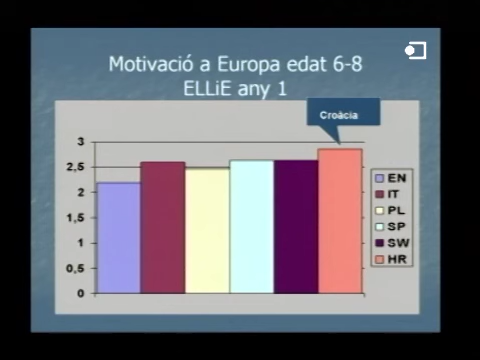 Motivació a Europa edat 6-8
ELLiE any 1
Croàcia
3
2,5
2
1,5
1
0,5
0
EN
IT
PL
SP
SW
HR